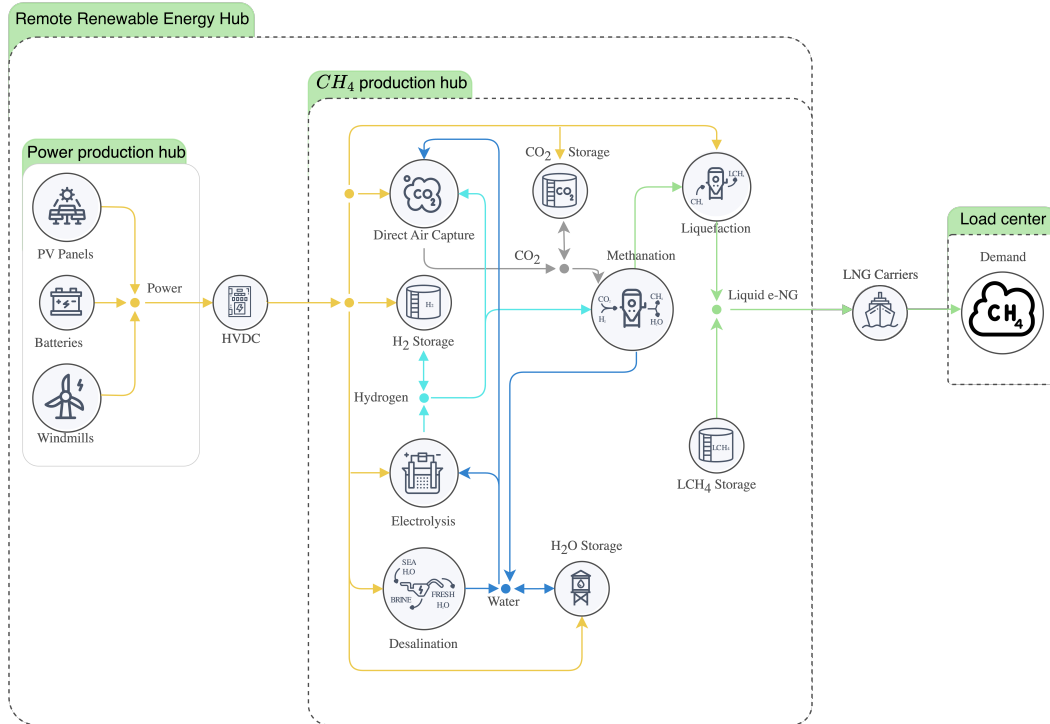 Remote Renewable Energy Hub
CH₄ production hub
Power production hub
PV Panels
Power
Batteries
Windmills
HVDC
CO₂
Direct Air Capture
CO₂ Storage
CO₂
CO₂
H₂
H₂ Storage
Hydrogen
Electrolysis
SEA
H₂O
BRINE
FRESH
H₂O
Desalination
Water
H₂O Storage
Methanation
CO₂
H₂
CH₄
H₂O
LCH₄
CH₄
Liquefaction
Liquid e-NG
LCH₄
LCH₄ Storage
LNG Carriers
Load center
Demand
CH₄